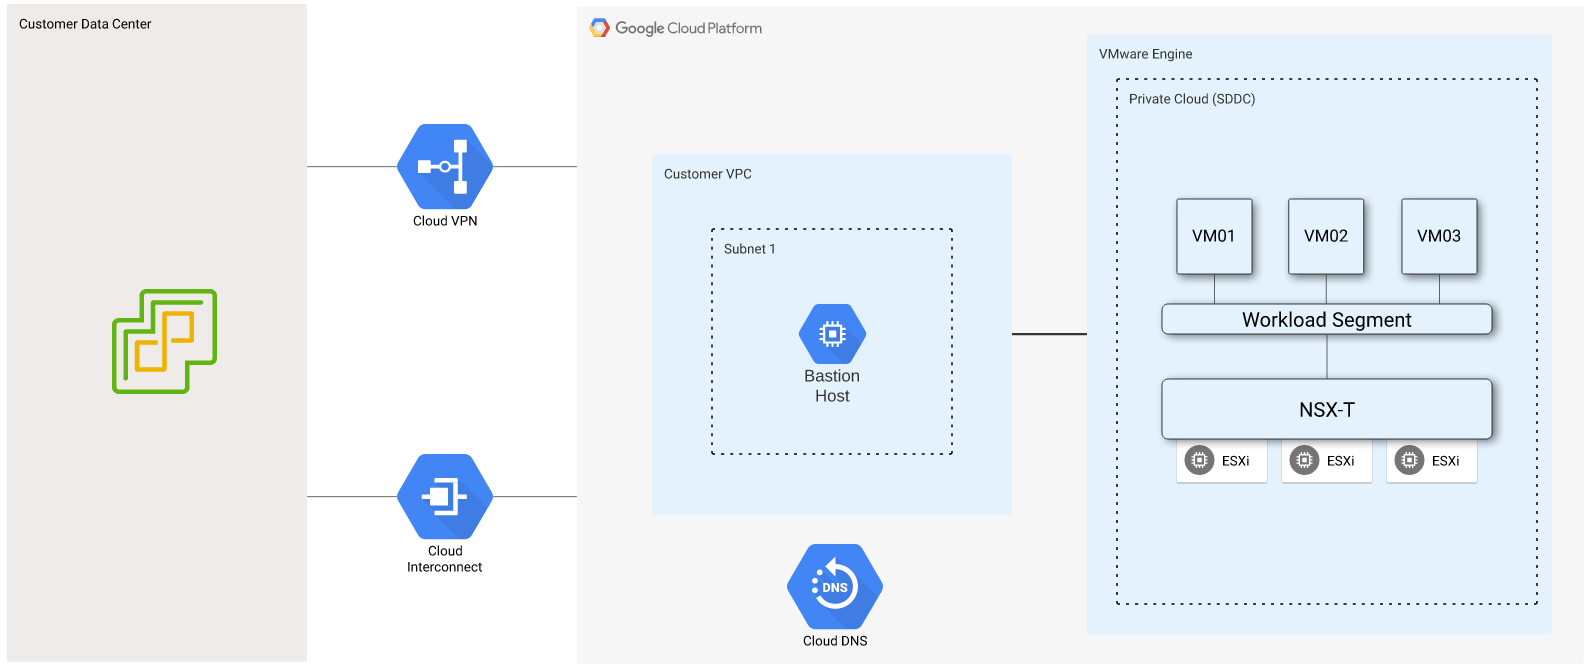 Customer Data Center
Cloud VPN
Cloud
Interconnect
Google Cloud Platform
Customer VPC
Subnet 1
Bastion
Host
DNS
Cloud DNS
VMware Engine
Private Cloud (SDDC)
VM01
VM02
VM03
Workload Segment
NSX-T
ESXi
ESXi
ESXi